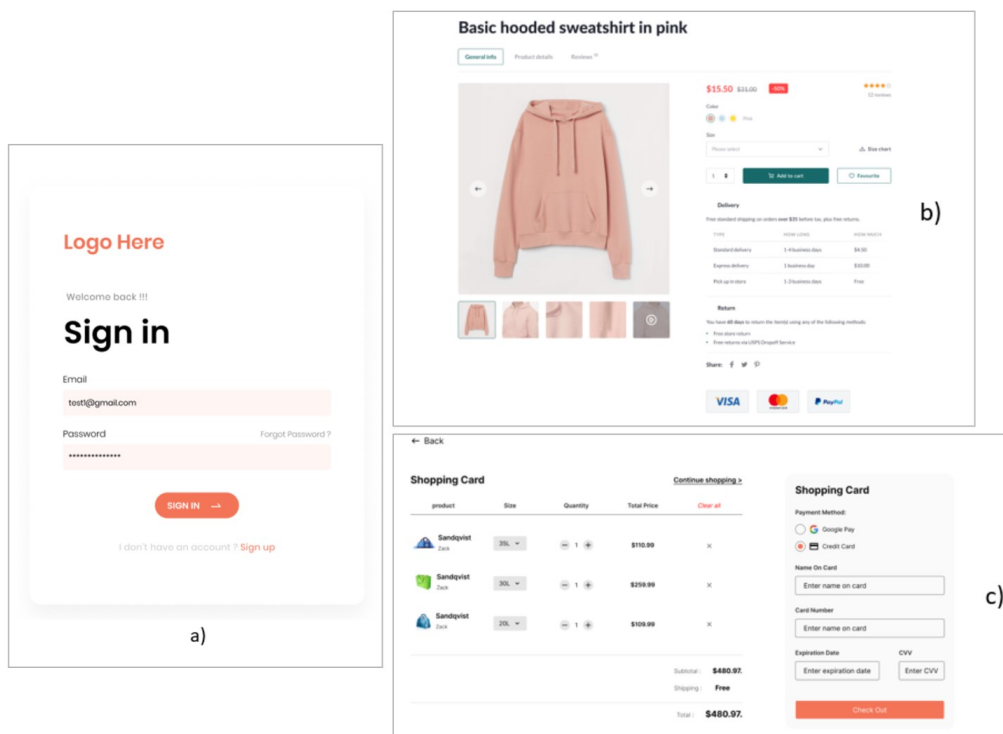 Logo Here
Welcome back !!!
Sign in
Email
test1@gmail.com
Password Forgot Password ?
••••••••••••••
SIGN IN
I don't have an account ? Sign up
a)
Basic hooded sweatshirt in pink
General info Product details Reviews
$15.50 $31.00 -50%
12 reviews
Color
Pink
Size
Please select Size chart
1 Add to cart Favourite
Delivery
Free standard shipping on orders over $35 before tax, plus free returns.
TYPE HOW LONG HOW MUCH
Standard delivery 1-4 business days $4.50
Express delivery 1 business day $10.00
Pick up in store 1-3 business days Free
Return
You have 60 days to return the item(s) using any of the following methods:
Free store return
Free returns via USPS Dropoff Service
Share:
VISA mastercard PayPal
b)
Back
Shopping Card Continue shopping >
product Size Quantity Total Price Clear all
Sandqvist
Zack
35L 1 $110.99 ×
Sandqvist
Zack
30L 1 $259.99 ×
Sandqvist
Zack
20L 1 $109.99 ×
Subtotal : $480.97.
Shipping : Free
Total : $480.97.
Shopping Card
Payment Method:
Google Pay
Credit Card
Name On Card
Enter name on card
Card Number
Enter name on card
Expiration Date CVV
Enter expiration date Enter CVV
Check Out
c)